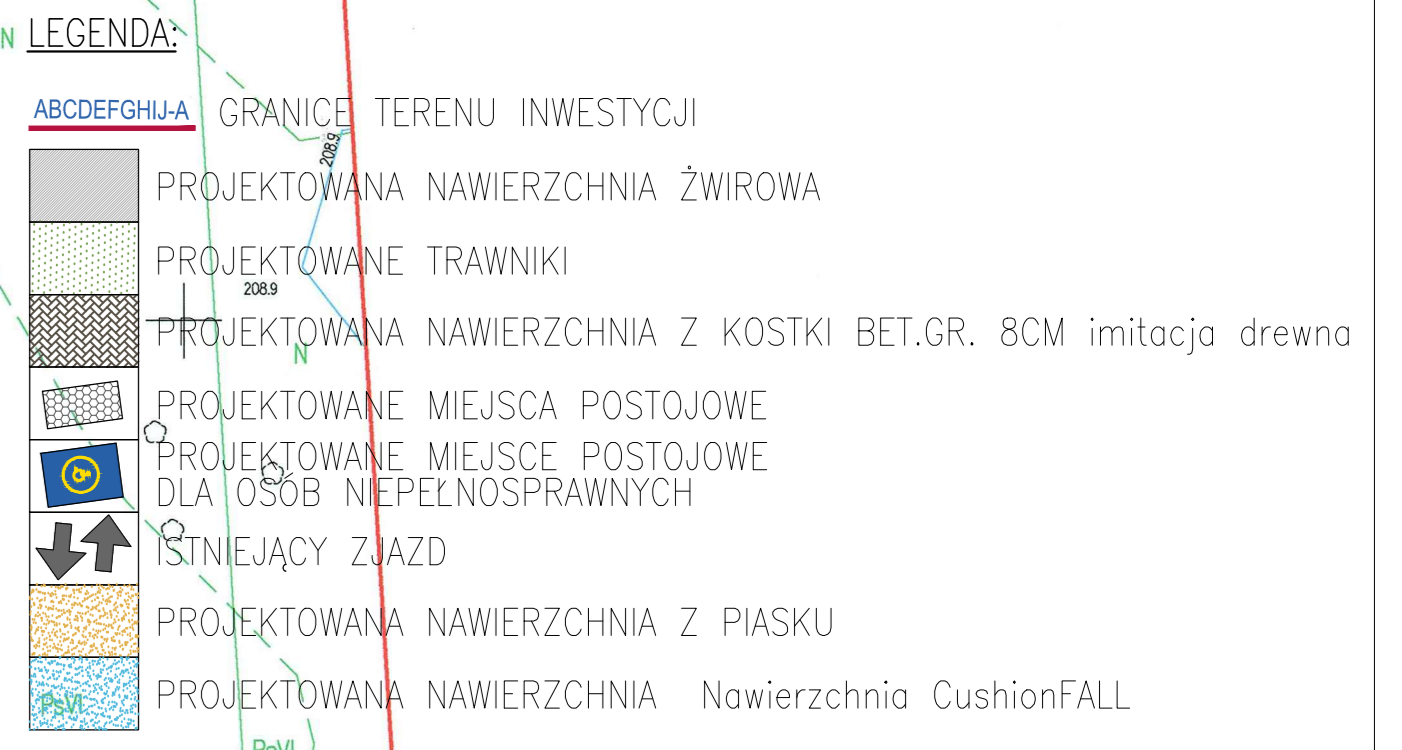 N LEGENDA:
ABCDEFGHIJ-A GRANICE TERENU INWESTYCJI
208.9
PROJEKTOWANA NAWIERZCHNIA ŻWIROWA
PROJEKTOWANE TRAWNIKI
208.9
PROJEKTOWANA NAWIERZCHNIA Z KOSTKI BET.GR. 8CM imitacja drewna
N
PROJEKTOWANE MIEJSCA POSTOJOWE
PROJEKTOWANE MIEJSCE POSTOJOWE
DLA OSÓB NIEPEŁNOSPRAWNYCH
ISTNIEJĄCY ZJAZD
PROJEKTOWANA NAWIERZCHNIA Z PIASKU
PsVI PROJEKTOWANA NAWIERZCHNIA Nawierzchnia CushionFALL
PsVI